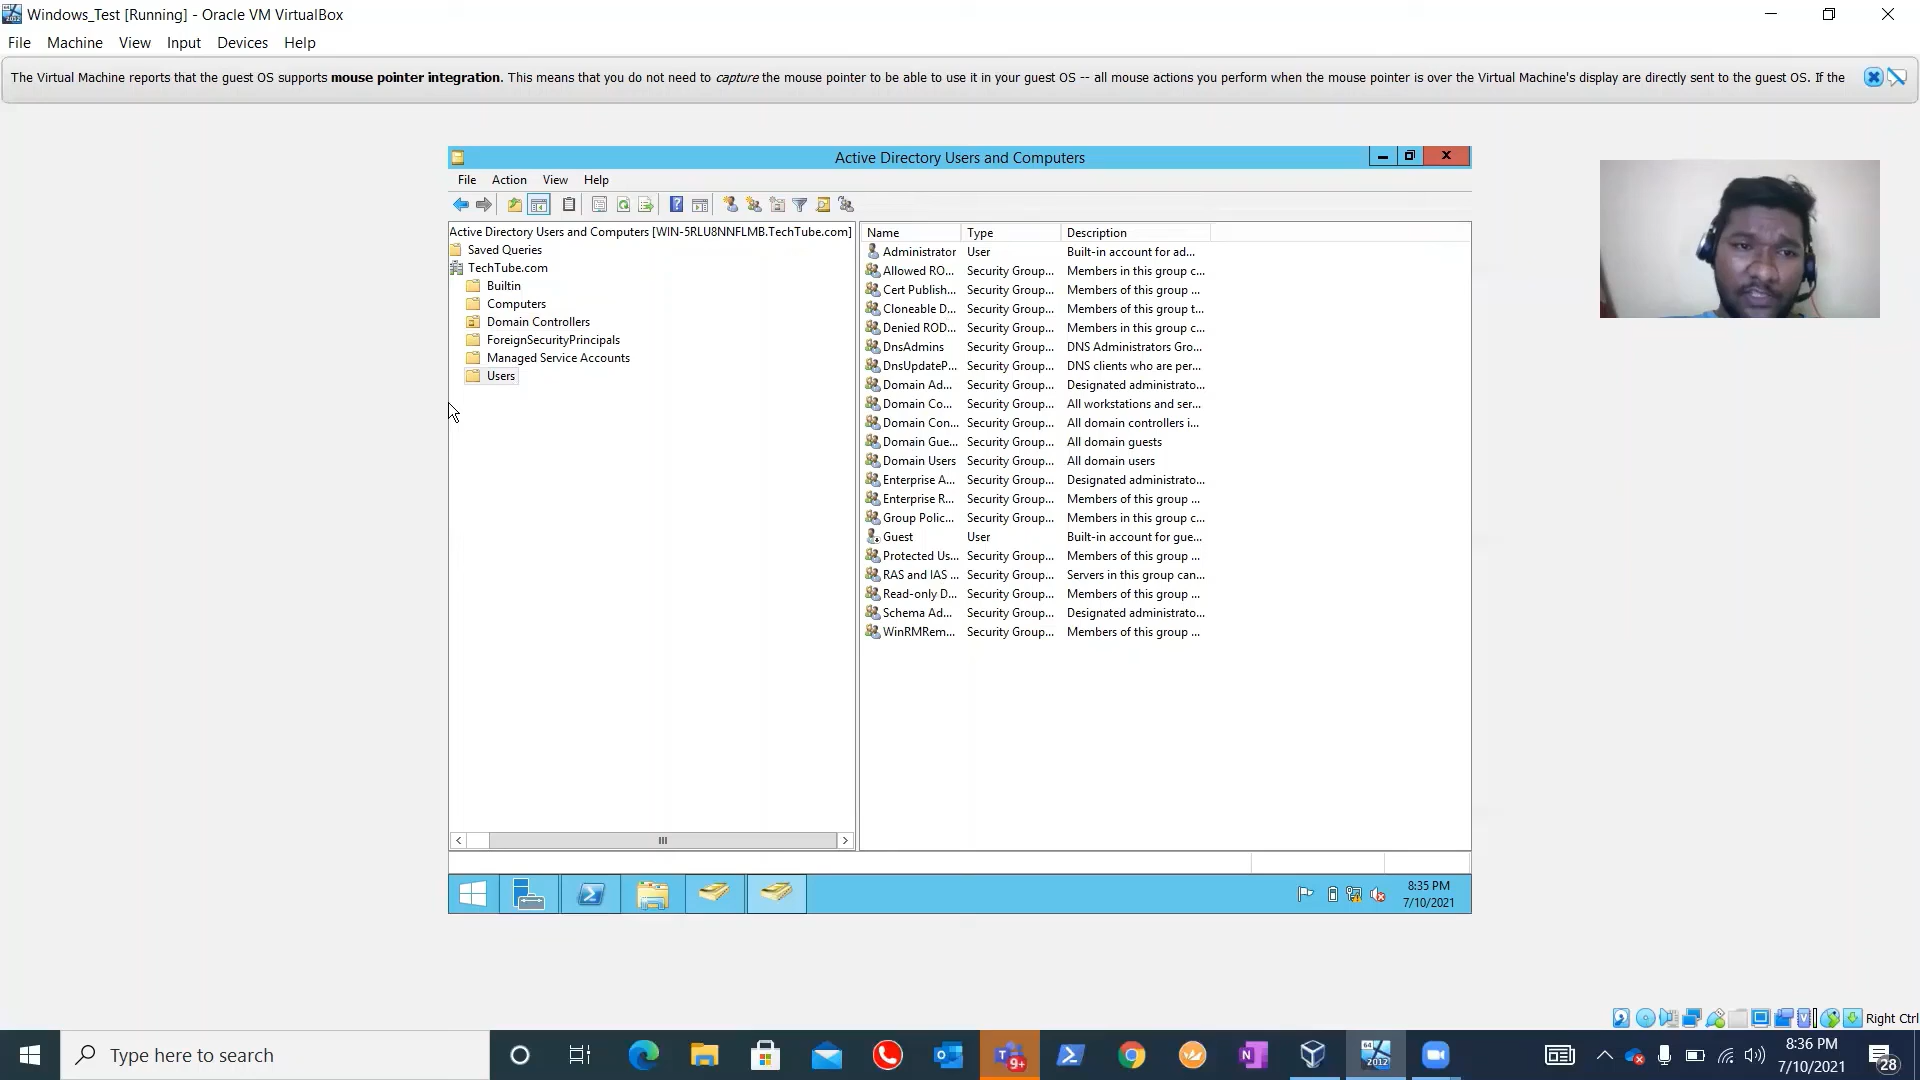 Windows_Test [Running] - Oracle VM VirtualBox
File Machine View Input Devices Help
The Virtual Machine reports that the guest OS supports mouse pointer integration. This means that you do not need to capture the mouse pointer to be able to use it in your guest OS -- all mouse actions you perform when the mouse pointer is over the Virtual Machine's display are directly sent to the guest OS. If the
Active Directory Users and Computers
File Action View Help
Active Directory Users and Computers [WIN-5RLU8NNFLMB.TechTube.com]
Saved Queries
TechTube.com
Builtin
Computers
Domain Controllers
ForeignSecurityPrincipals
Managed Service Accounts
Users
Name Type Description
Administrator User Built-in account for ad...
Allowed RO... Security Group... Members in this group c...
Cert Publish... Security Group... Members of this group ...
Cloneable D... Security Group... Members of this group t...
Denied ROD... Security Group... Members in this group c...
DnsAdmins Security Group... DNS Administrators Gro...
DnsUpdateP... Security Group... DNS clients who are per...
Domain Ad... Security Group... Designated administrato...
Domain Co... Security Group... All workstations and ser...
Domain Con... Security Group... All domain controllers i...
Domain Gue... Security Group... All domain guests
Domain Users Security Group... All domain users
Enterprise A... Security Group... Designated administrato...
Enterprise R... Security Group... Members of this group ...
Group Polic... Security Group... Members in this group c...
Guest User Built-in account for gue...
Protected Us... Security Group... Members of this group ...
RAS and IAS ... Security Group... Servers in this group can...
Read-only D... Security Group... Members of this group ...
Schema Ad... Security Group... Designated administrato...
WinRMRem... Security Group... Members of this group ...
8:35 PM
7/10/2021
Right Ctrl
Type here to search
9+
64
2012
8:36 PM
7/10/2021
28